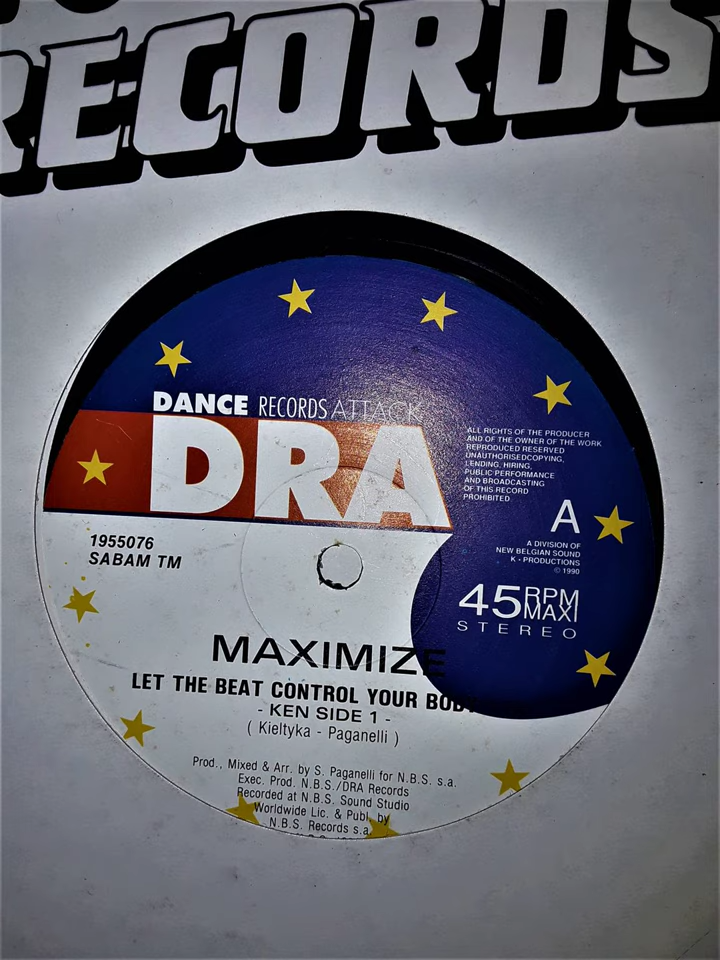 RECORDS
DANCE RECORDS ATTACK
DRA
ALL RIGHTS OF THE PRODUCER
AND OF THE OWNER OF THE WORK
REPRODUCED RESERVED
UNAUTHORISEDCOPYING,
LENDING, HIRING,
PUBLIC PERFORMANCE
AND BROADCASTING
OF THIS RECORD
PROHIBITED.
A
A DIVISION OF
NEW BELGIAN SOUND
K - PRODUCTIONS
© 1990
1955076
SABAM TM
45 RPM
MAXI
STEREO
MAXIMIZE
LET THE BEAT CONTROL YOUR BODY
- KEN SIDE 1 -
( Kieltyka - Paganelli )
Prod., Mixed & Arr. by S. Paganelli for N.B.S. s.a.
Exec. Prod. N.B.S./DRA Records
Recorded at N.B.S. Sound Studio
Worldwide Lic. & Publ. by
N.B.S. Records s.a.